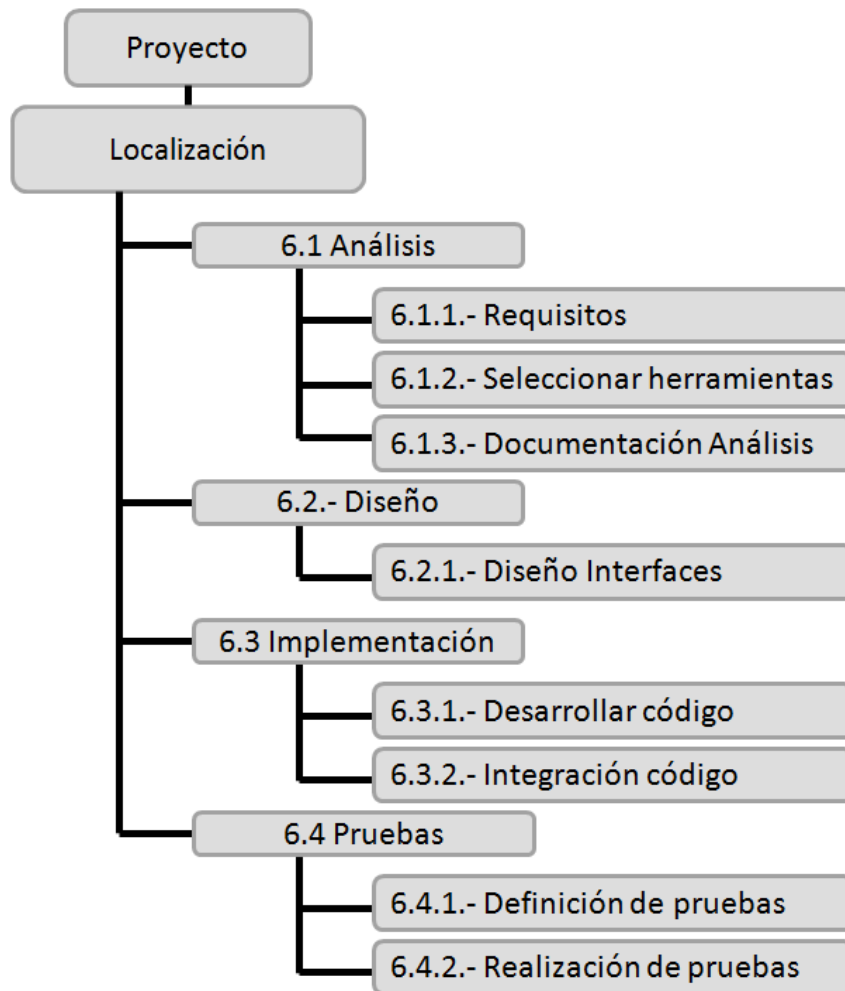 Proyecto
Localización
6.1 Análisis
6.1.1.- Requisitos
6.1.2.- Seleccionar herramientas
6.1.3.- Documentación Análisis
6.2.- Diseño
6.2.1.- Diseño Interfaces
6.3 Implementación
6.3.1.- Desarrollar código
6.3.2.- Integración código
6.4 Pruebas
6.4.1.- Definición de pruebas
6.4.2.- Realización de pruebas